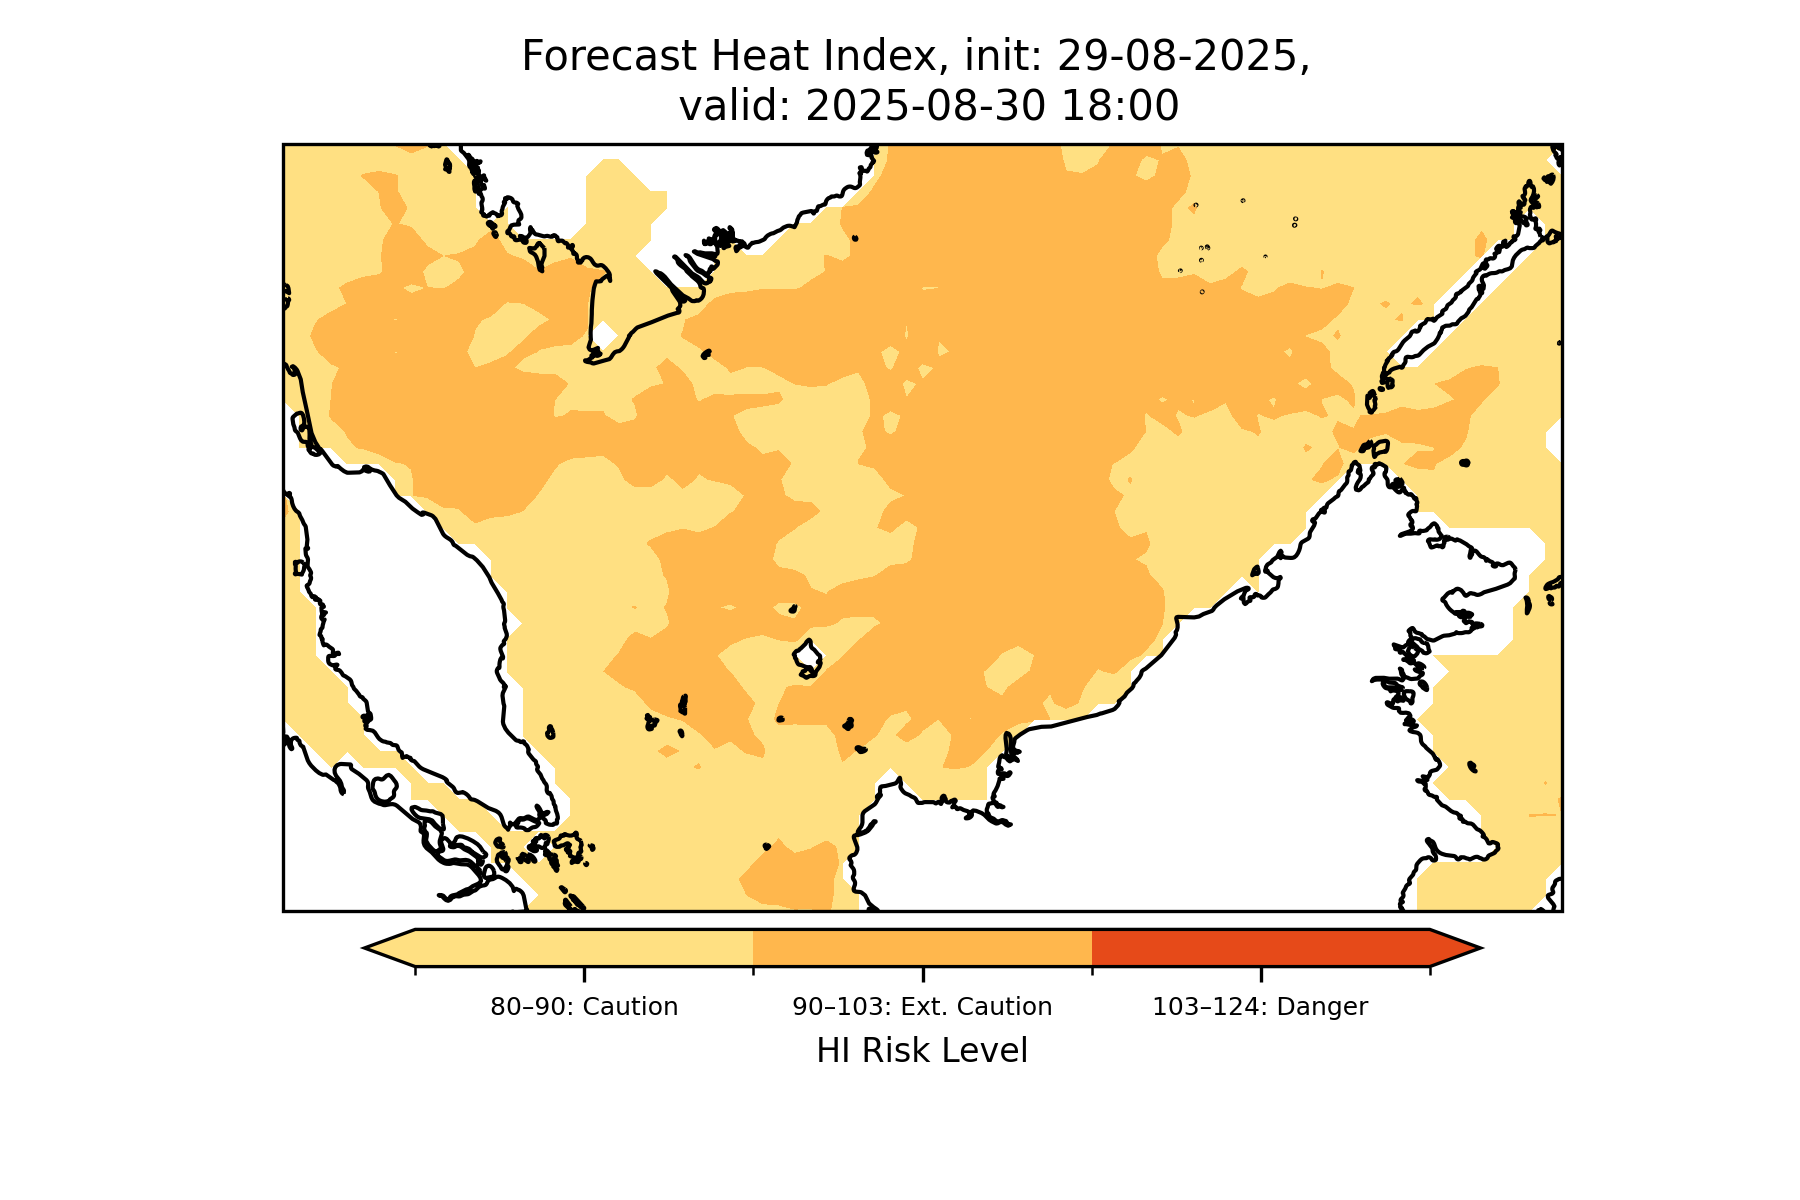 Forecast Heat Index, init: 29-08-2025,
valid: 2025-08-30 18:00
80–90: Caution
90–103: Ext. Caution
103–124: Danger
HI Risk Level